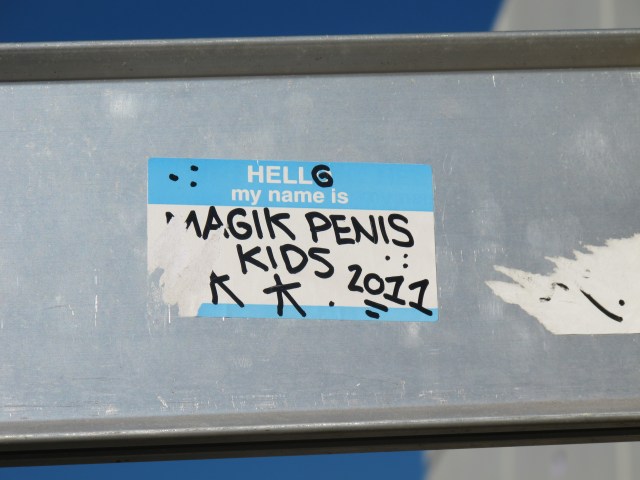 HELLO
my name is
MAGIK PENIS
KIDS
2011